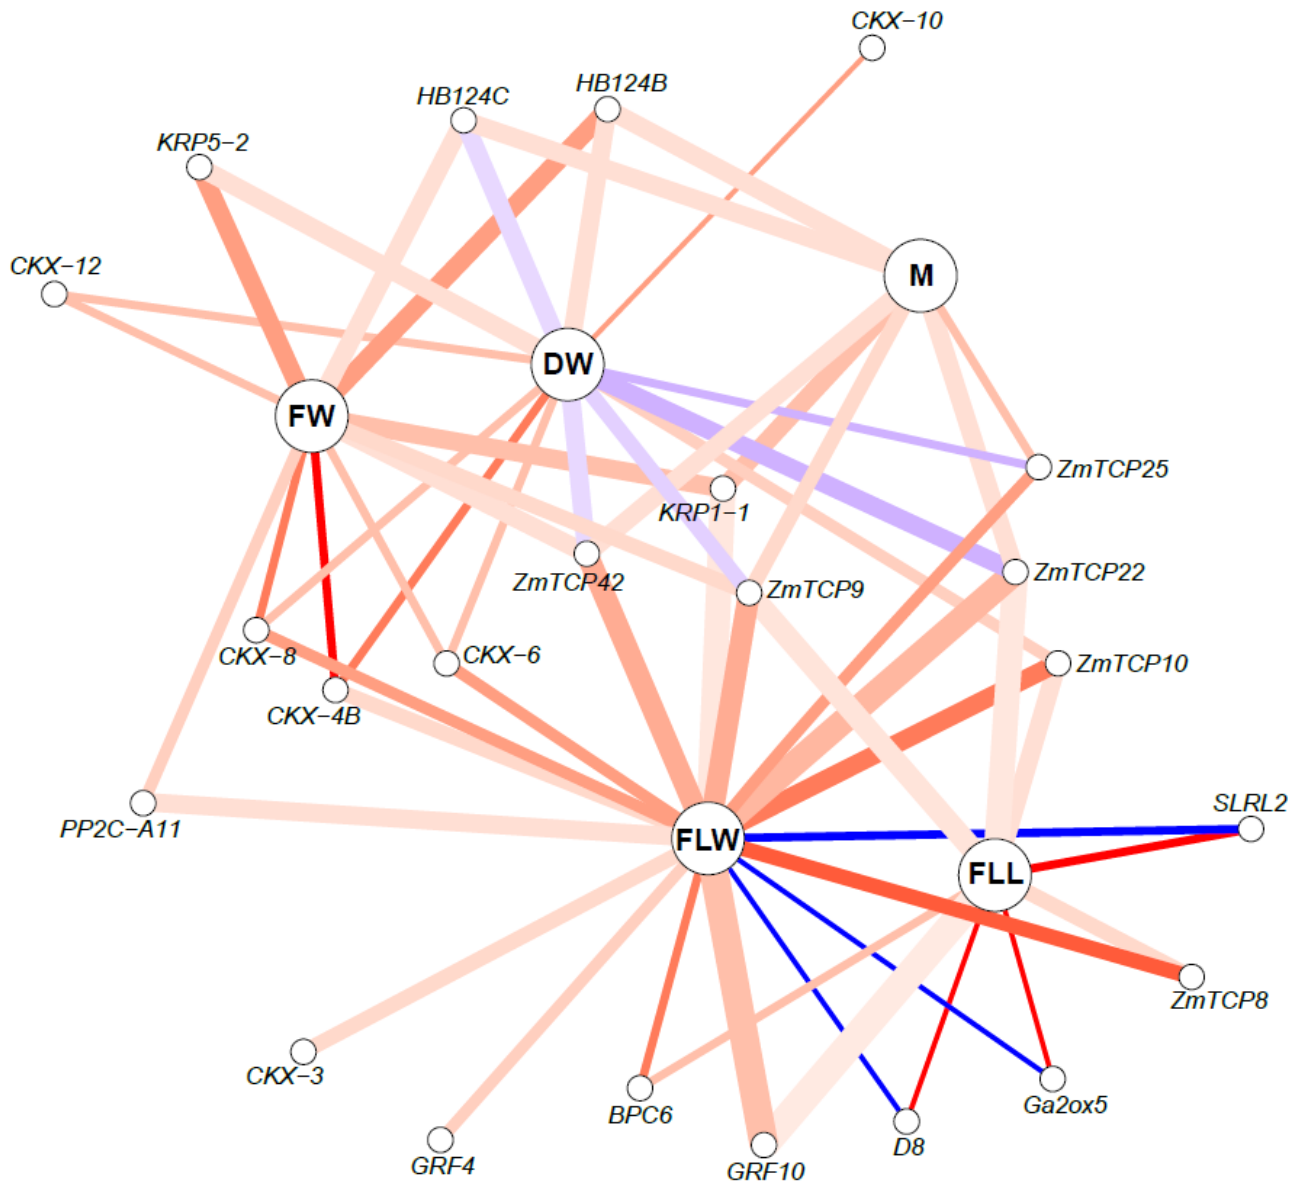 CKX−10
HB124B
HB124C
KRP5−2
CKX−12
M
DW
FW
ZmTCP25
KRP1−1
ZmTCP22
ZmTCP42
ZmTCP9
CKX−8
CKX−6
ZmTCP10
CKX−4B
SLRL2
PP2C−A11
FLW
FLL
ZmTCP8
CKX−3
Ga2ox5
BPC6
D8
GRF4
GRF10